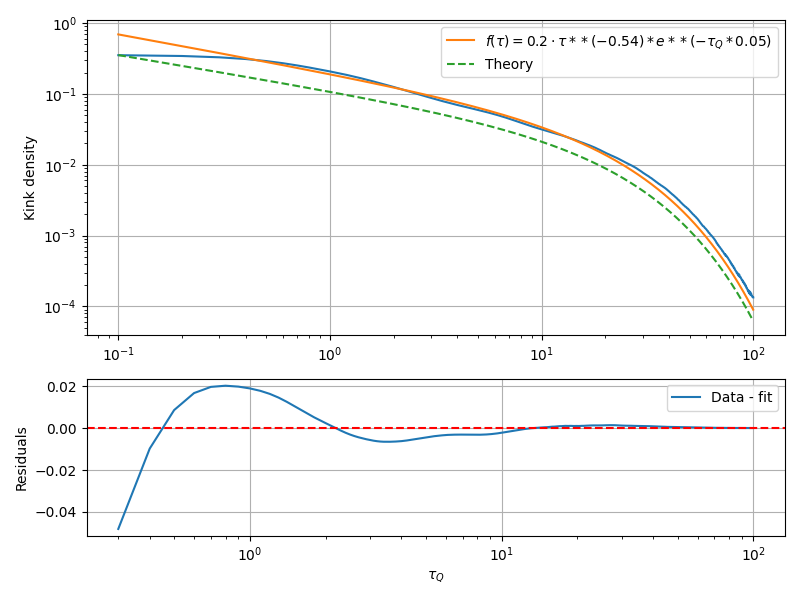 10⁰
10⁻¹
10⁻²
10⁻³
10⁻⁴
Kink density
f(τ) = 0.2 · τ * *(−0.54) * e * *(−τ_Q * 0.05)
Theory
10⁻¹ 10⁰ 10¹ 10²
0.02
0.00
−0.02
−0.04
Residuals
Data - fit
10⁰ 10¹ 10²
τ_Q